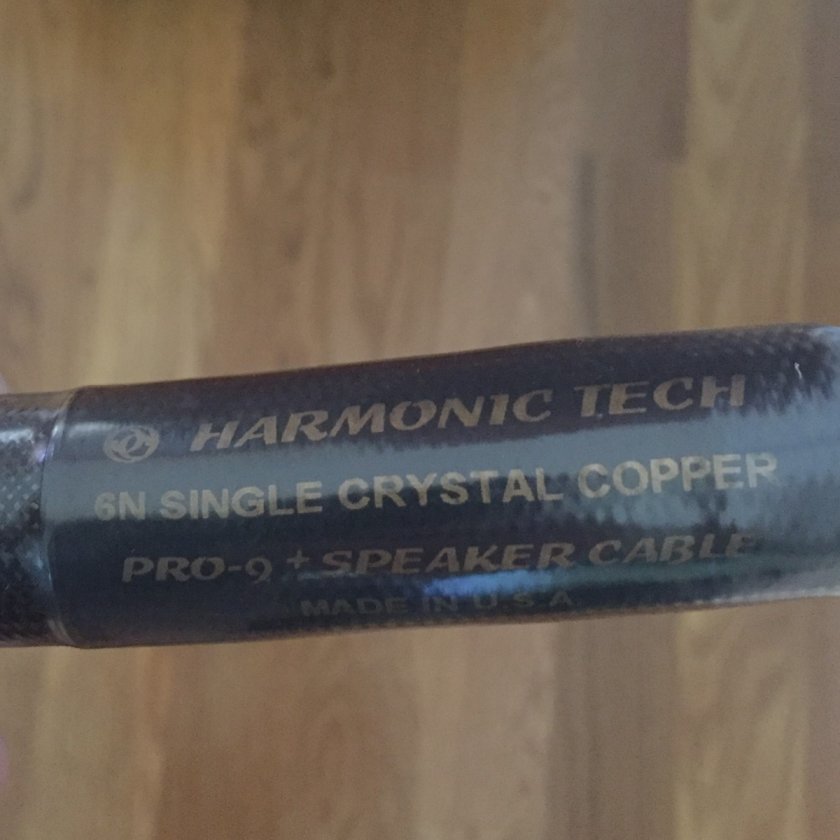 HARMONIC TECH
6N SINGLE CRYSTAL COPPER
PRO-9 + SPEAKER CABLE
MADE IN U.S A